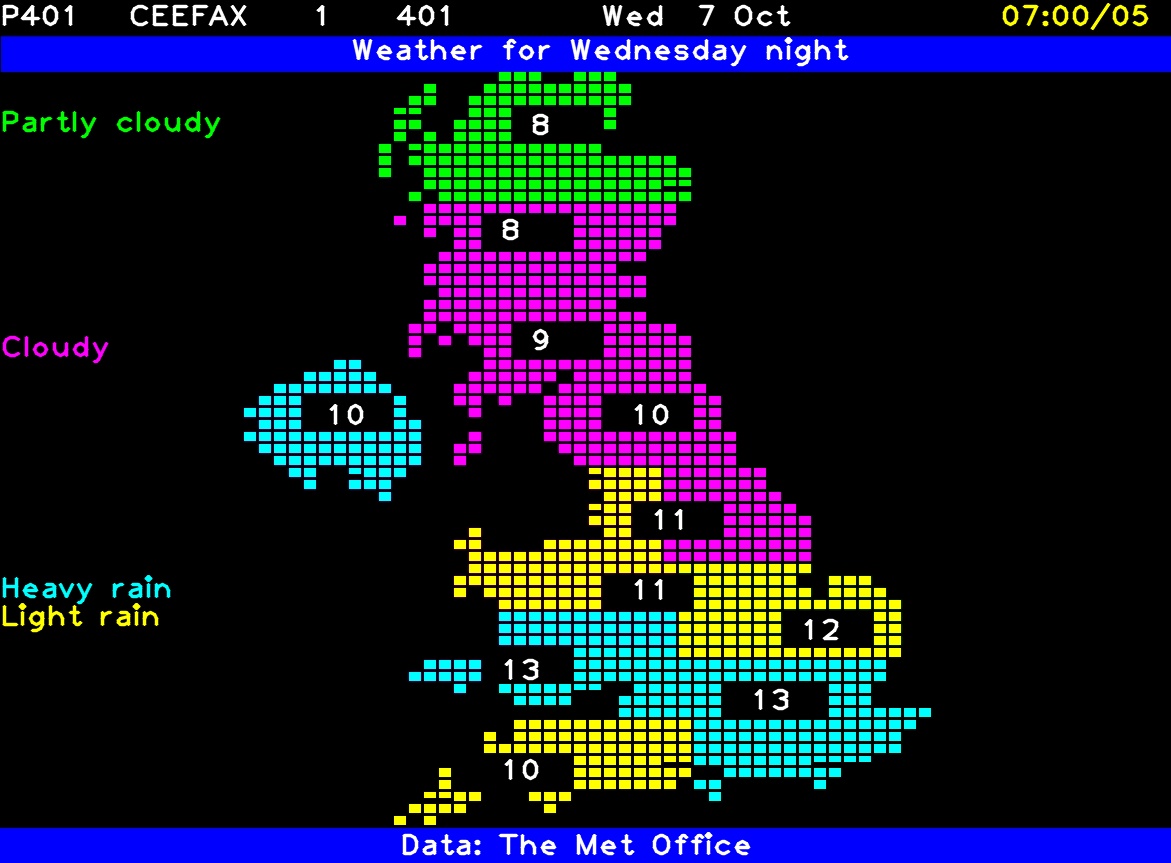 P401 CEEFAX 1 401 Wed 7 Oct 07:00/05
Weather for Wednesday night
Partly cloudy
8
8
9
Cloudy
10 10
11
Heavy rain 11
Light rain
12
13
13
10
Data: The Met Office